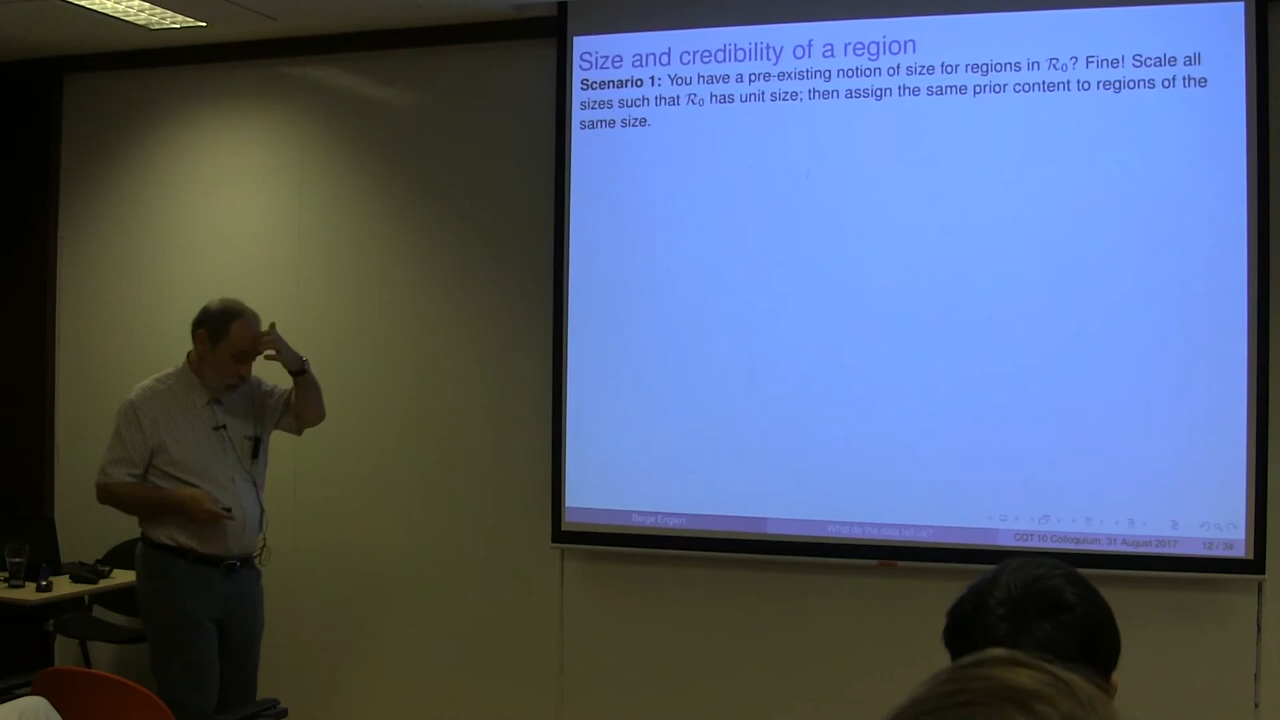 Size and credibility of a region
Scenario 1: You have a pre-existing notion of size for regions in ℛ₀? Fine! Scale all
sizes such that ℛ₀ has unit size; then assign the same prior content to regions of the
same size.
Berge Englert
What do the data tell us?
CQT10 Colloquium, 31 August 2017
12 / 34